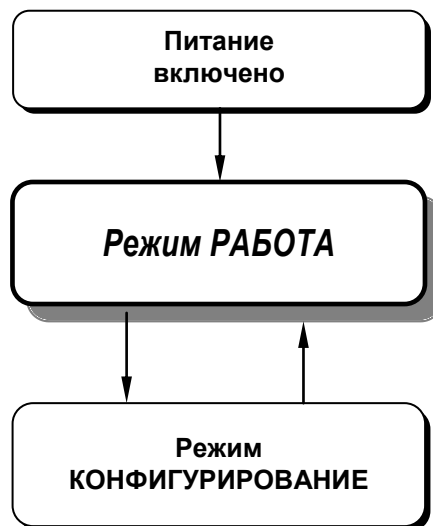 Питание
включено
Режим РАБОТА
Режим
КОНФИГУРИРОВАНИЕ